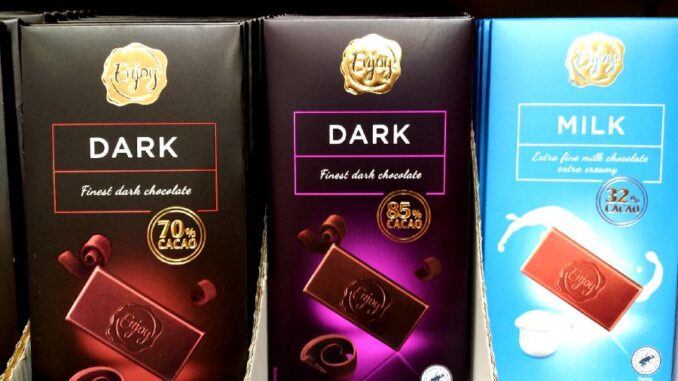 Enjoy
DARK
Finest dark chocolate
70%
CACAO
Enjoy
Enjoy
DARK
Finest dark chocolate
85%
CACAO
Enjoy
Enjoy
MILK
Extra fine milk chocolate
extra creamy
32%
CACAO
Enjoy